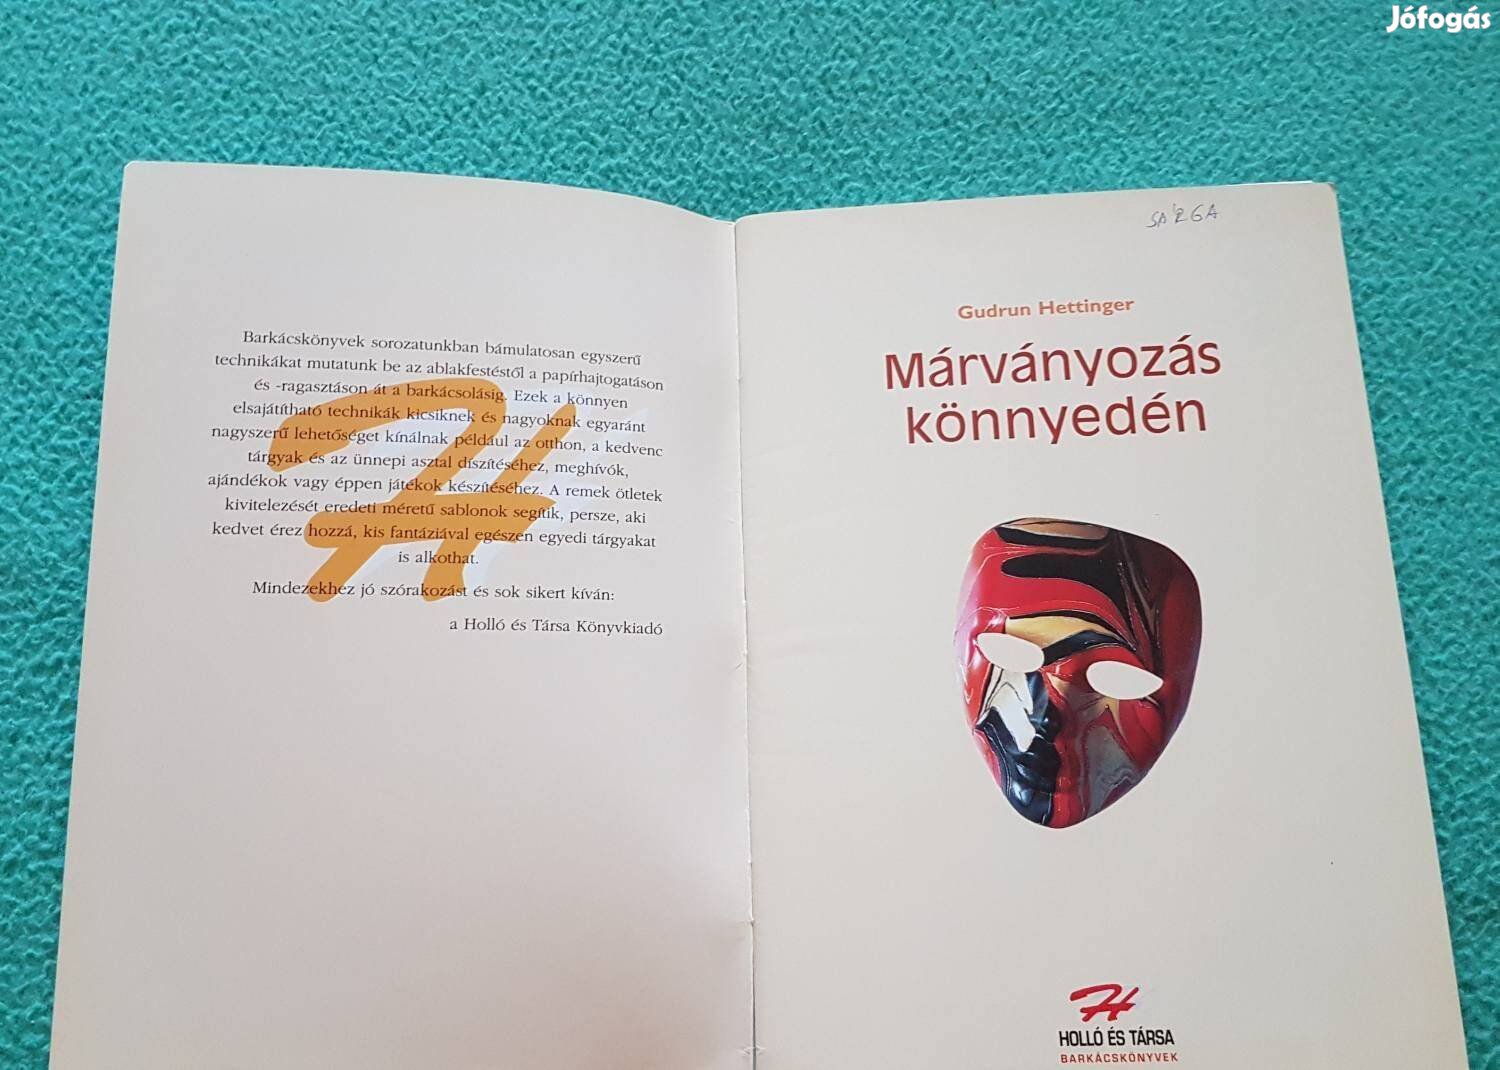 Jófogás
Barkácskönyvek sorozatunkban bámulatosan egyszerű
technikákat mutatunk be az ablakfestéstől a papírhajtogatáson
és -ragasztáson át a barkácsolásig. Ezek a könnyen
elsajátítható technikák kicsiknek és nagyoknak egyaránt
nagyszerű lehetőséget kínálnak például az otthon, a kedvenc
tárgyak és az ünnepi asztal díszítéséhez, meghívók,
ajándékok vagy éppen játékok készítéséhez. A remek ötletek
kivitelezését eredeti méretű sablonok segítik, persze, aki
kedvet érez hozzá, kis fantáziával egészen egyedi tárgyakat
is alkothat.
Mindezekhez jó szórakozást és sok sikert kíván:
a Holló és Társa Könyvkiadó
SÁRGA
Gudrun Hettinger
Márványozás
könnyedén
H
HOLLÓ ÉS TÁRSA
BARKÁCSKÖNYVEK